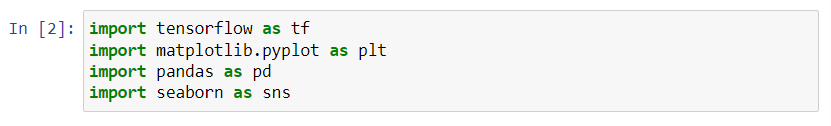 In [2]: import tensorflow as tf
import matplotlib.pyplot as plt
import pandas as pd
import seaborn as sns